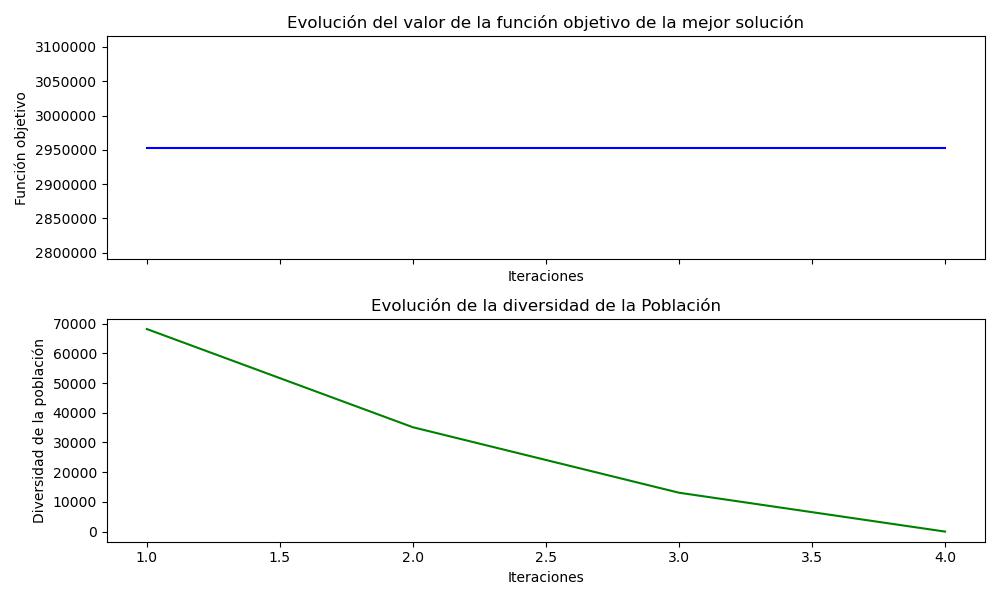 Evolución del valor de la función objetivo de la mejor solución
3100000
3050000
3000000
2950000
2900000
2850000
2800000
Función objetivo
Iteraciones
Evolución de la diversidad de la Población
70000
60000
50000
40000
30000
20000
10000
0
Diversidad de la población
1.0 1.5 2.0 2.5 3.0 3.5 4.0
Iteraciones